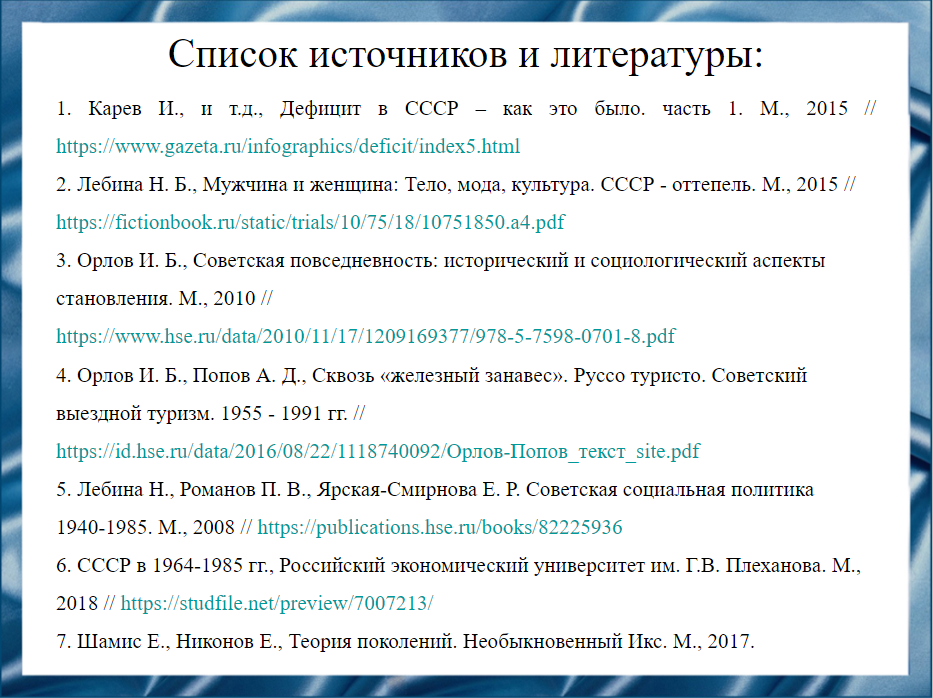 Список источников и литературы:
1. Карев И., и т.д., Дефицит в СССР – как это было. часть 1. М., 2015 //
https://www.gazeta.ru/infographics/deficit/index5.html
2. Лебина Н. Б., Мужчина и женщина: Тело, мода, культура. СССР - оттепель. М., 2015 //
https://fictionbook.ru/static/trials/10/75/18/10751850.a4.pdf
3. Орлов И. Б., Советская повседневность: исторический и социологический аспекты
становления. М., 2010 //
https://www.hse.ru/data/2010/11/17/1209169377/978-5-7598-0701-8.pdf
4. Орлов И. Б., Попов А. Д., Сквозь «железный занавес». Руссо туристо. Советский
выездной туризм. 1955 - 1991 гг. //
https://id.hse.ru/data/2016/08/22/1118740092/Орлов-Попов_текст_site.pdf
5. Лебина Н., Романов П. В., Ярская-Смирнова Е. Р. Советская социальная политика
1940-1985. М., 2008 // https://publications.hse.ru/books/82225936
6. СССР в 1964-1985 гг., Российский экономический университет им. Г.В. Плеханова. М.,
2018 // https://studfile.net/preview/7007213/
7. Шамис Е., Никонов Е., Теория поколений. Необыкновенный Икс. М., 2017.